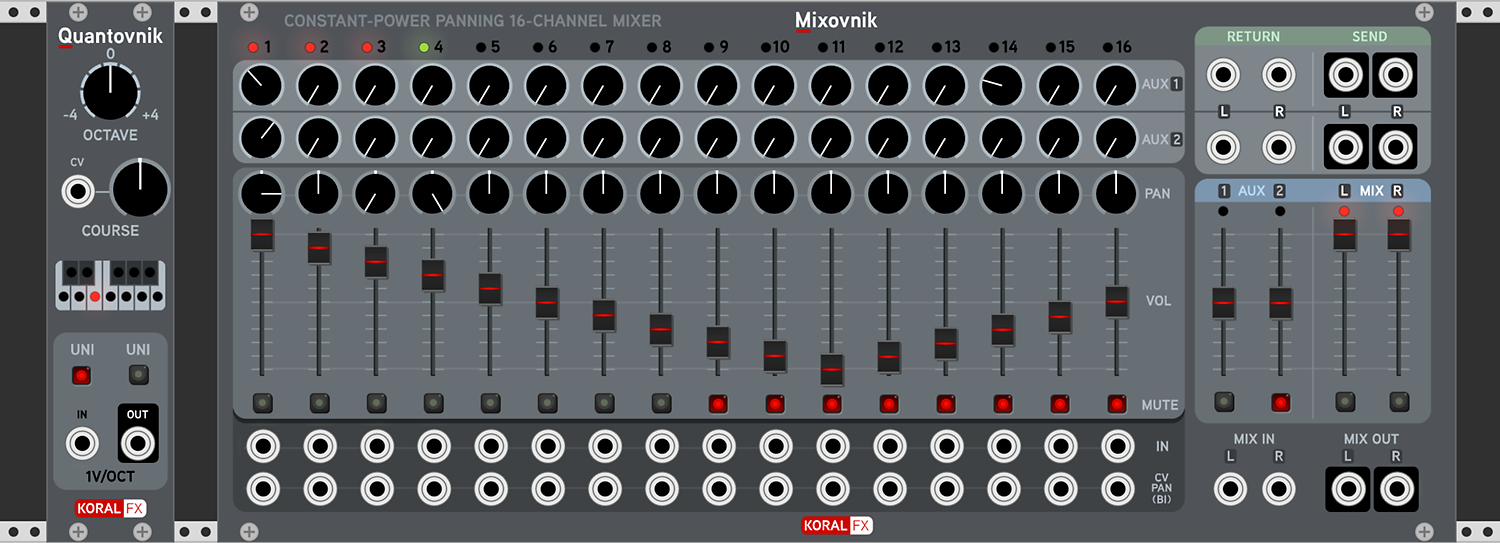 Quantovnik
0
-4 +4
OCTAVE
CV
COURSE
UNI UNI
IN OUT
1V/OCT
KORAL FX
CONSTANT-POWER PANNING 16-CHANNEL MIXER
Mixovnik
1 2 3 4 5 6 7 8 9 10 11 12 13 14 15 16
AUX 1
AUX 2
PAN
VOL
MUTE
IN
CV
PAN
(BI)
KORAL FX
RETURN SEND
L R L R
1 AUX 2 L MIX R
MIX IN MIX OUT
L R L R